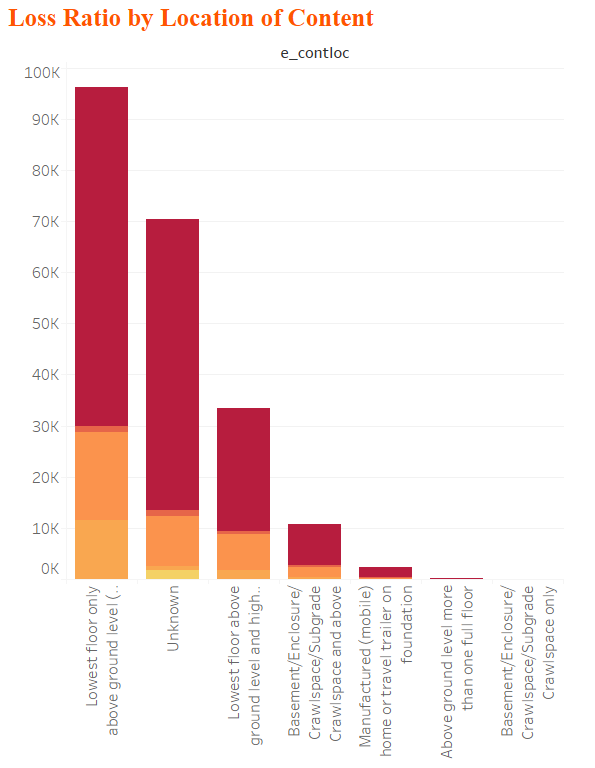 Loss Ratio by Location of Content
e_contloc
100K
90K
80K
70K
60K
50K
40K
30K
20K
10K
0K
Lowest floor only
above ground level (..
Unknown
Lowest floor above
ground level and high..
Basement/Enclosure/
Crawlspace/Subgrade
Crawlspace and above
Manufactured (mobile)
home or travel trailer on
foundation
Above ground level more
than one full floor
Basement/Enclosure/
Crawlspace/Subgrade
Crawlspace only